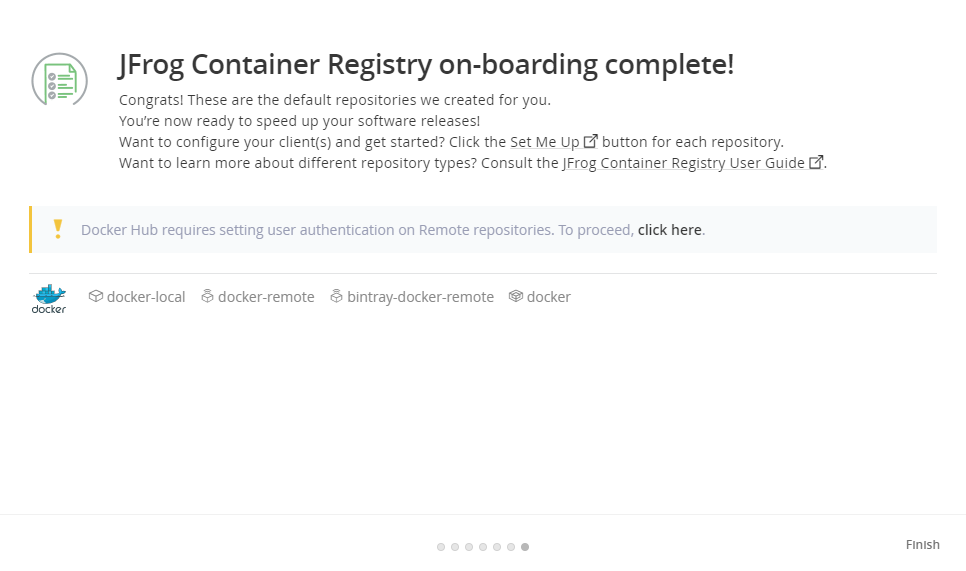 JFrog Container Registry on-boarding complete!
Congrats! These are the default repositories we created for you.
You’re now ready to speed up your software releases!
Want to configure your client(s) and get started? Click the Set Me Up button for each repository.
Want to learn more about different repository types? Consult the JFrog Container Registry User Guide .
Docker Hub requires setting user authentication on Remote repositories. To proceed, click here.
docker docker-local docker-remote bintray-docker-remote docker
Finish